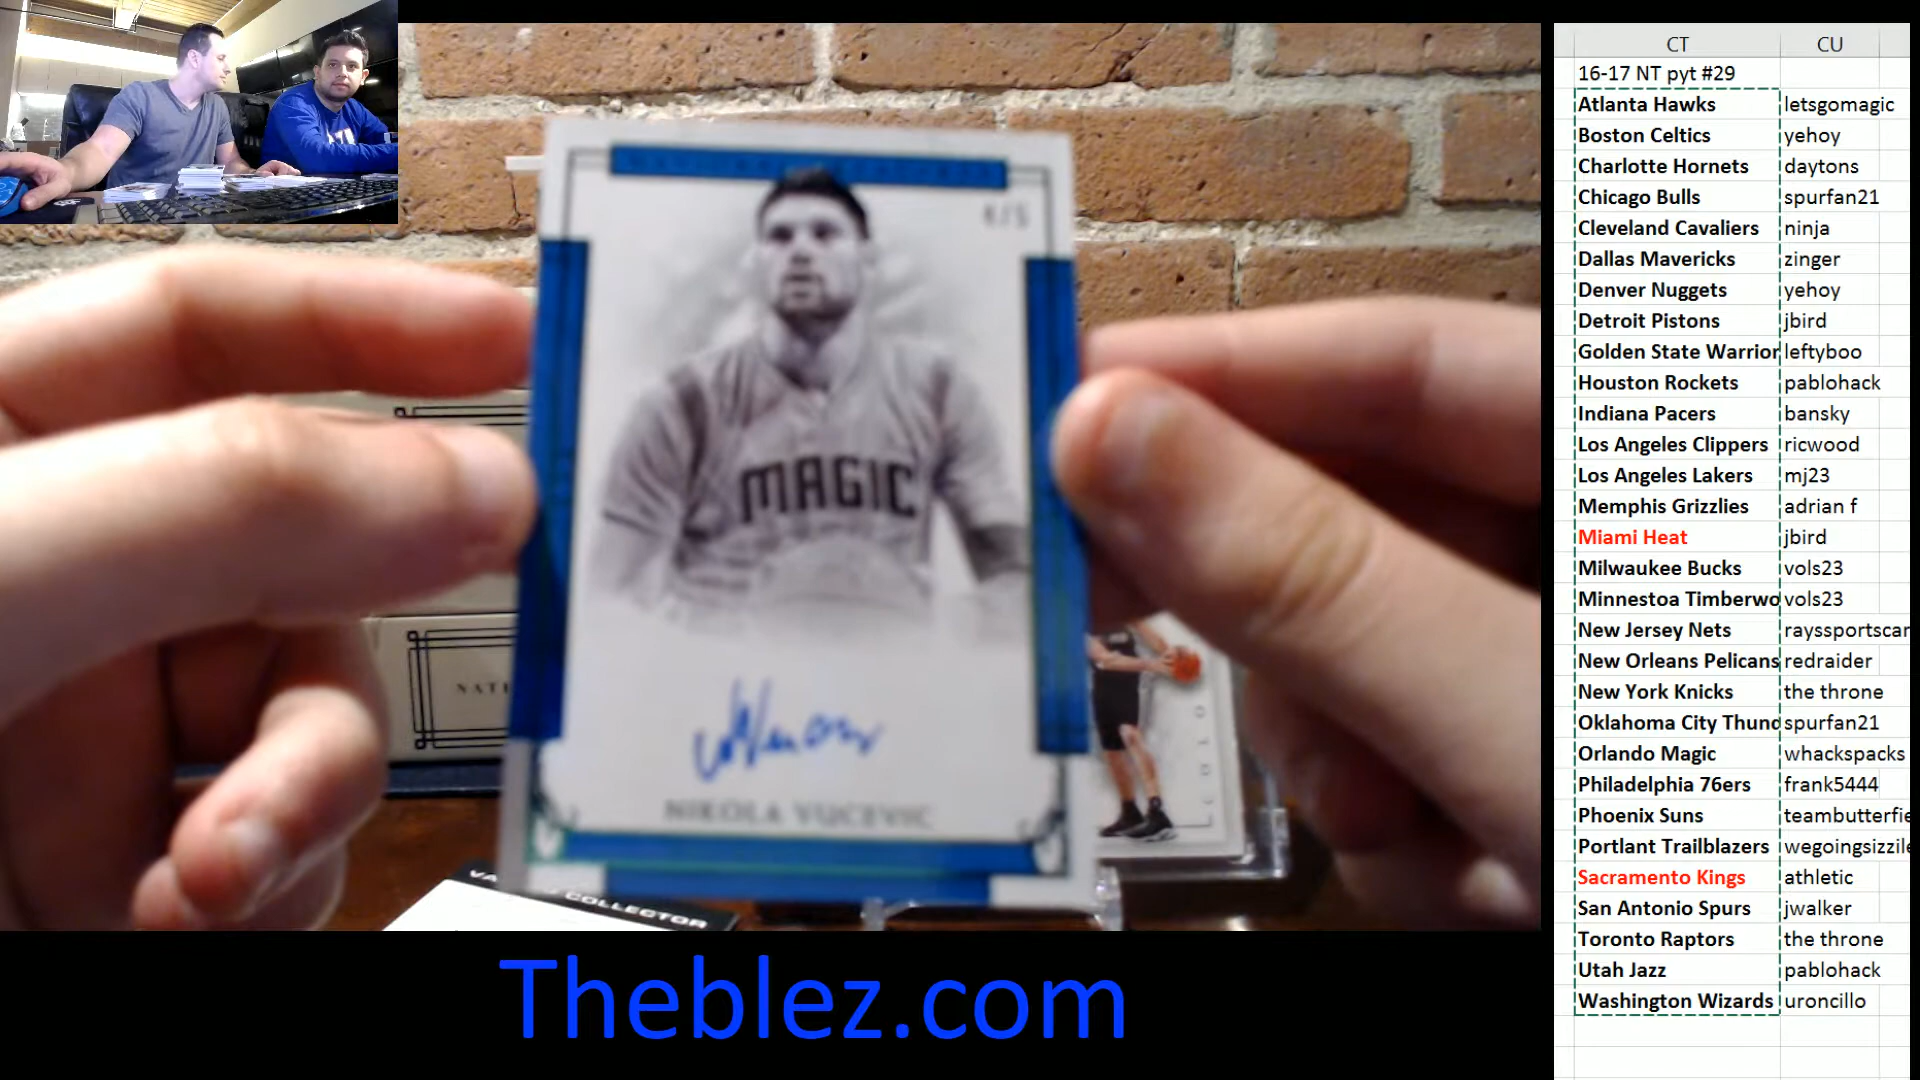 4/5
MAGIC
NIKOLA VUCEVIC
NATI
COLLECTOR
Theblez.com
CT CU
16-17 NT pyt #29
Atlanta Hawks letsgomagic
Boston Celtics yehoy
Charlotte Hornets daytons
Chicago Bulls spurfan21
Cleveland Cavaliers ninja
Dallas Mavericks zinger
Denver Nuggets yehoy
Detroit Pistons jbird
Golden State Warrior leftyboo
Houston Rockets pablohack
Indiana Pacers bansky
Los Angeles Clippers ricwood
Los Angeles Lakers mj23
Memphis Grizzlies adrian f
Miami Heat jbird
Milwaukee Bucks vols23
Minnestoa Timberwo vols23
New Jersey Nets rayssportscar
New Orleans Pelicans redraider
New York Knicks the throne
Oklahoma City Thund spurfan21
Orlando Magic whackspacks
Philadelphia 76ers frank5444
Phoenix Suns teambutterfie
Portlant Trailblazers wegoingsizzile
Sacramento Kings athletic
San Antonio Spurs jwalker
Toronto Raptors the throne
Utah Jazz pablohack
Washington Wizards uroncillo